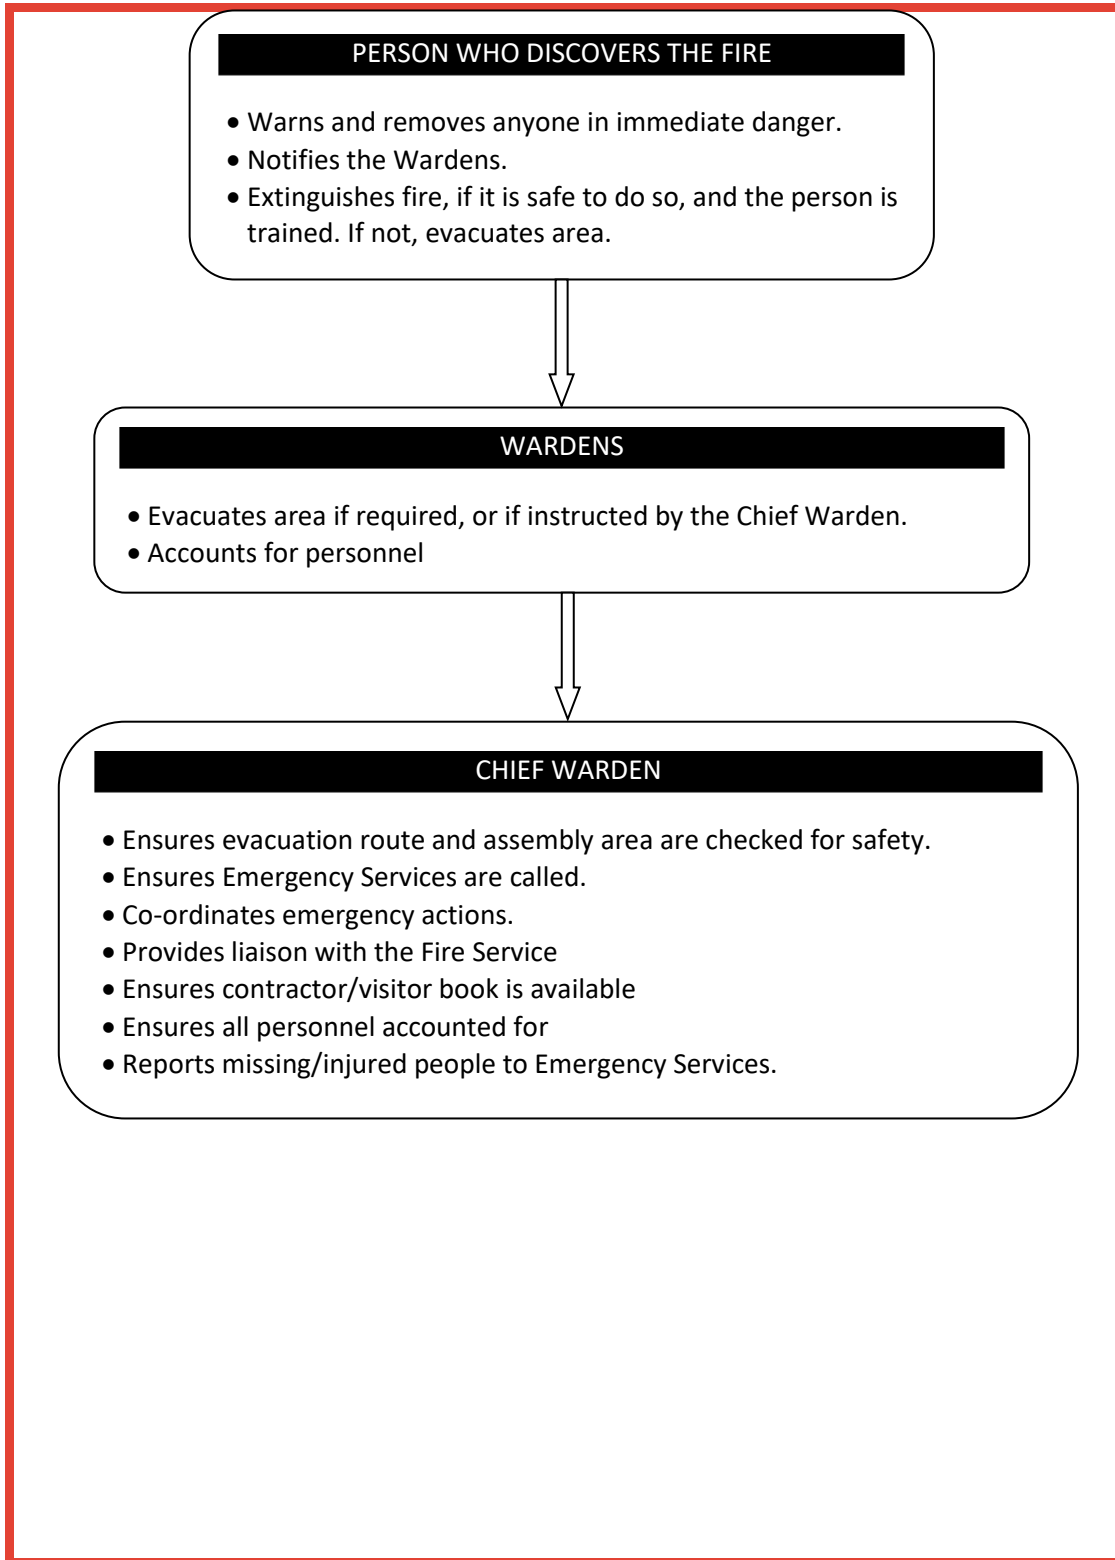 PERSON WHO DISCOVERS THE FIRE
• Warns and removes anyone in immediate danger.
• Notifies the Wardens.
• Extinguishes fire, if it is safe to do so, and the person is
trained. If not, evacuates area.
WARDENS
• Evacuates area if required, or if instructed by the Chief Warden.
• Accounts for personnel
CHIEF WARDEN
• Ensures evacuation route and assembly area are checked for safety.
• Ensures Emergency Services are called.
• Co-ordinates emergency actions.
• Provides liaison with the Fire Service
• Ensures contractor/visitor book is available
• Ensures all personnel accounted for
• Reports missing/injured people to Emergency Services.